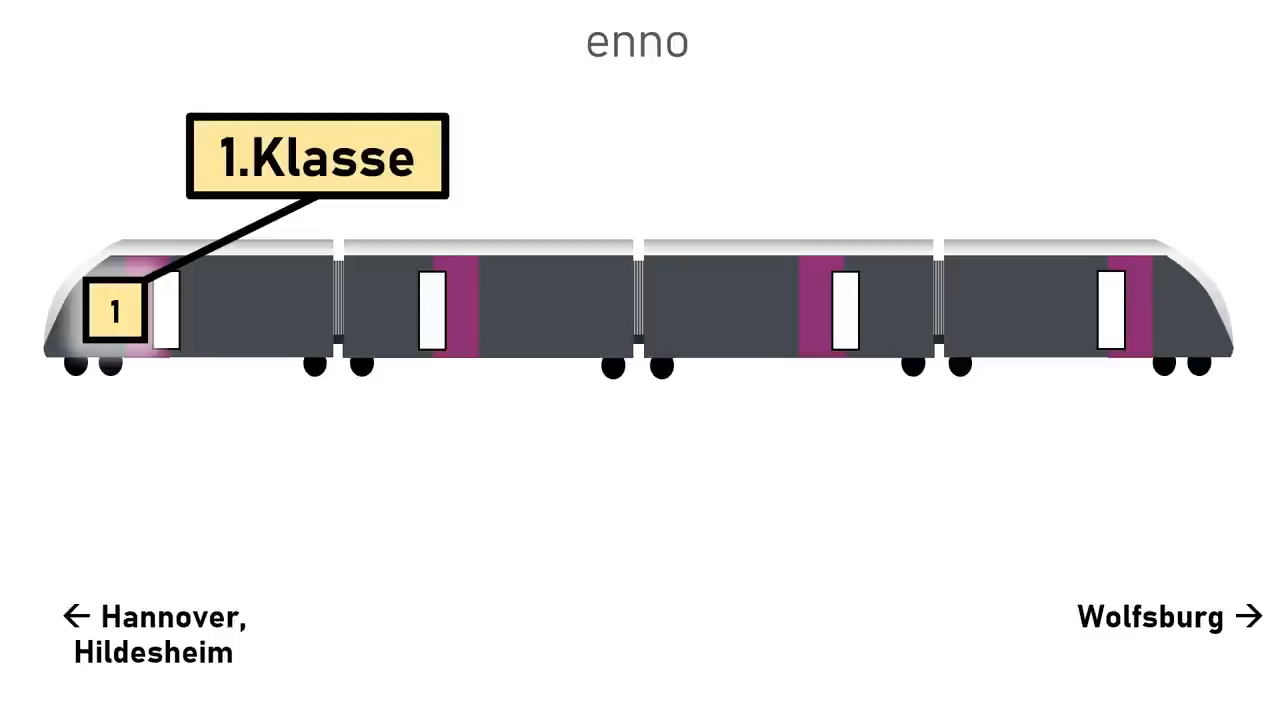 enno
1.Klasse
1
← Hannover,
Hildesheim
Wolfsburg →